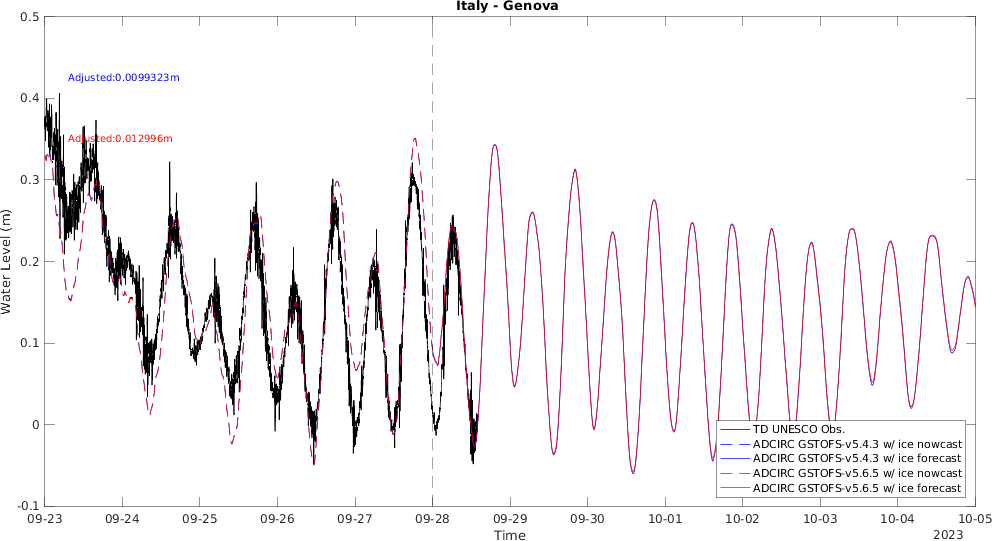 Italy - Genova
0.5
0.4
0.3
0.2
0.1
0
-0.1
Water Level (m)
Adjusted:0.0099323m
Adjusted:0.012996m
TD UNESCO Obs.
ADCIRC GSTOFS-v5.4.3 w/ ice nowcast
ADCIRC GSTOFS-v5.4.3 w/ ice forecast
ADCIRC GSTOFS-v5.6.5 w/ ice nowcast
ADCIRC GSTOFS-v5.6.5 w/ ice forecast
09-23 09-24 09-25 09-26 09-27 09-28 09-29 09-30 10-01 10-02 10-03 10-04 10-05
Time
2023